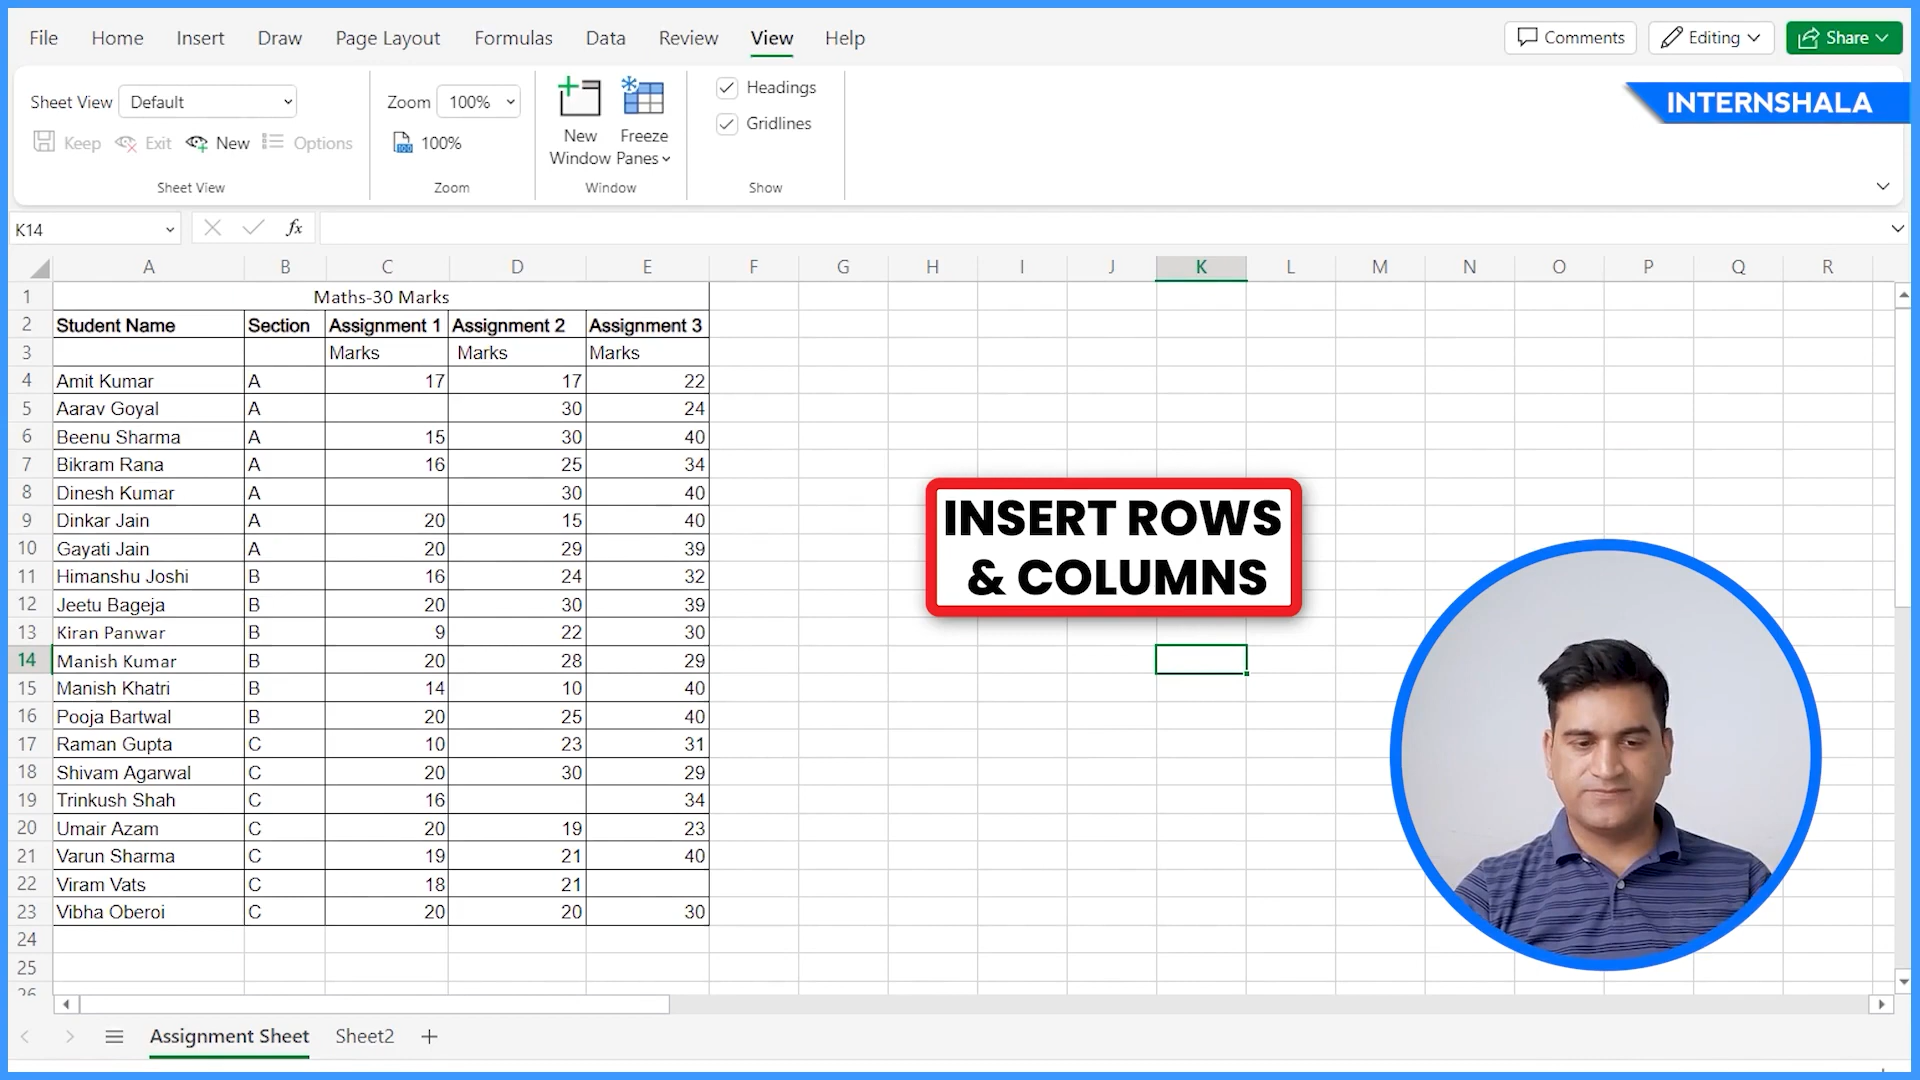 File Home Insert Draw Page Layout Formulas Data Review View Help Comments Editing Share
INTERNSHALA
Sheet View Default Zoom 100% New Window Freeze Panes Headings
Keep Exit New Options 100% Gridlines
Sheet View Zoom Window Show
K14 fx
A B C D E F G H I J K L M N O P Q R
1 Maths-30 Marks
2 Student Name Section Assignment 1 Assignment 2 Assignment 3
3 Marks Marks Marks
4 Amit Kumar A 17 17 22
5 Aarav Goyal A 30 24
6 Beenu Sharma A 15 30 40
7 Bikram Rana A 16 25 34
8 Dinesh Kumar A 30 40
9 Dinkar Jain A 20 15 40
10 Gayati Jain A 20 29 39
11 Himanshu Joshi B 16 24 32
12 Jeetu Bageja B 20 30 39
13 Kiran Panwar B 9 22 30
14 Manish Kumar B 20 28 29
15 Manish Khatri B 14 10 40
16 Pooja Bartwal B 20 25 40
17 Raman Gupta C 10 23 31
18 Shivam Agarwal C 20 30 29
19 Trinkush Shah C 16 34
20 Umair Azam C 20 19 23
21 Varun Sharma C 19 21 40
22 Viram Vats C 18 21
23 Vibha Oberoi C 20 20 30
24
25
26
INSERT ROWS
& COLUMNS
Assignment Sheet Sheet2